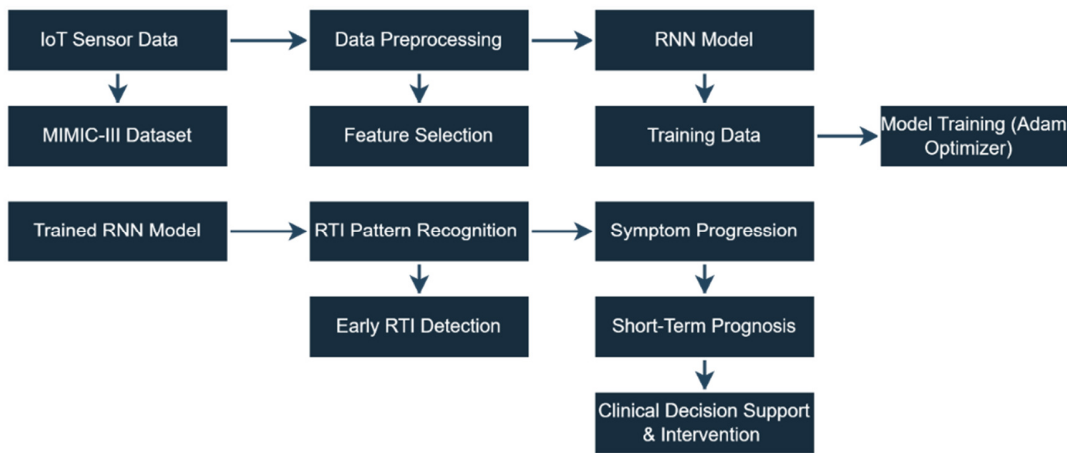 IoT Sensor Data
Data Preprocessing
RNN Model
MIMIC-III Dataset
Feature Selection
Training Data
Model Training (Adam
Optimizer)
Trained RNN Model
RTI Pattern Recognition
Symptom Progression
Early RTI Detection
Short-Term Prognosis
Clinical Decision Support
& Intervention